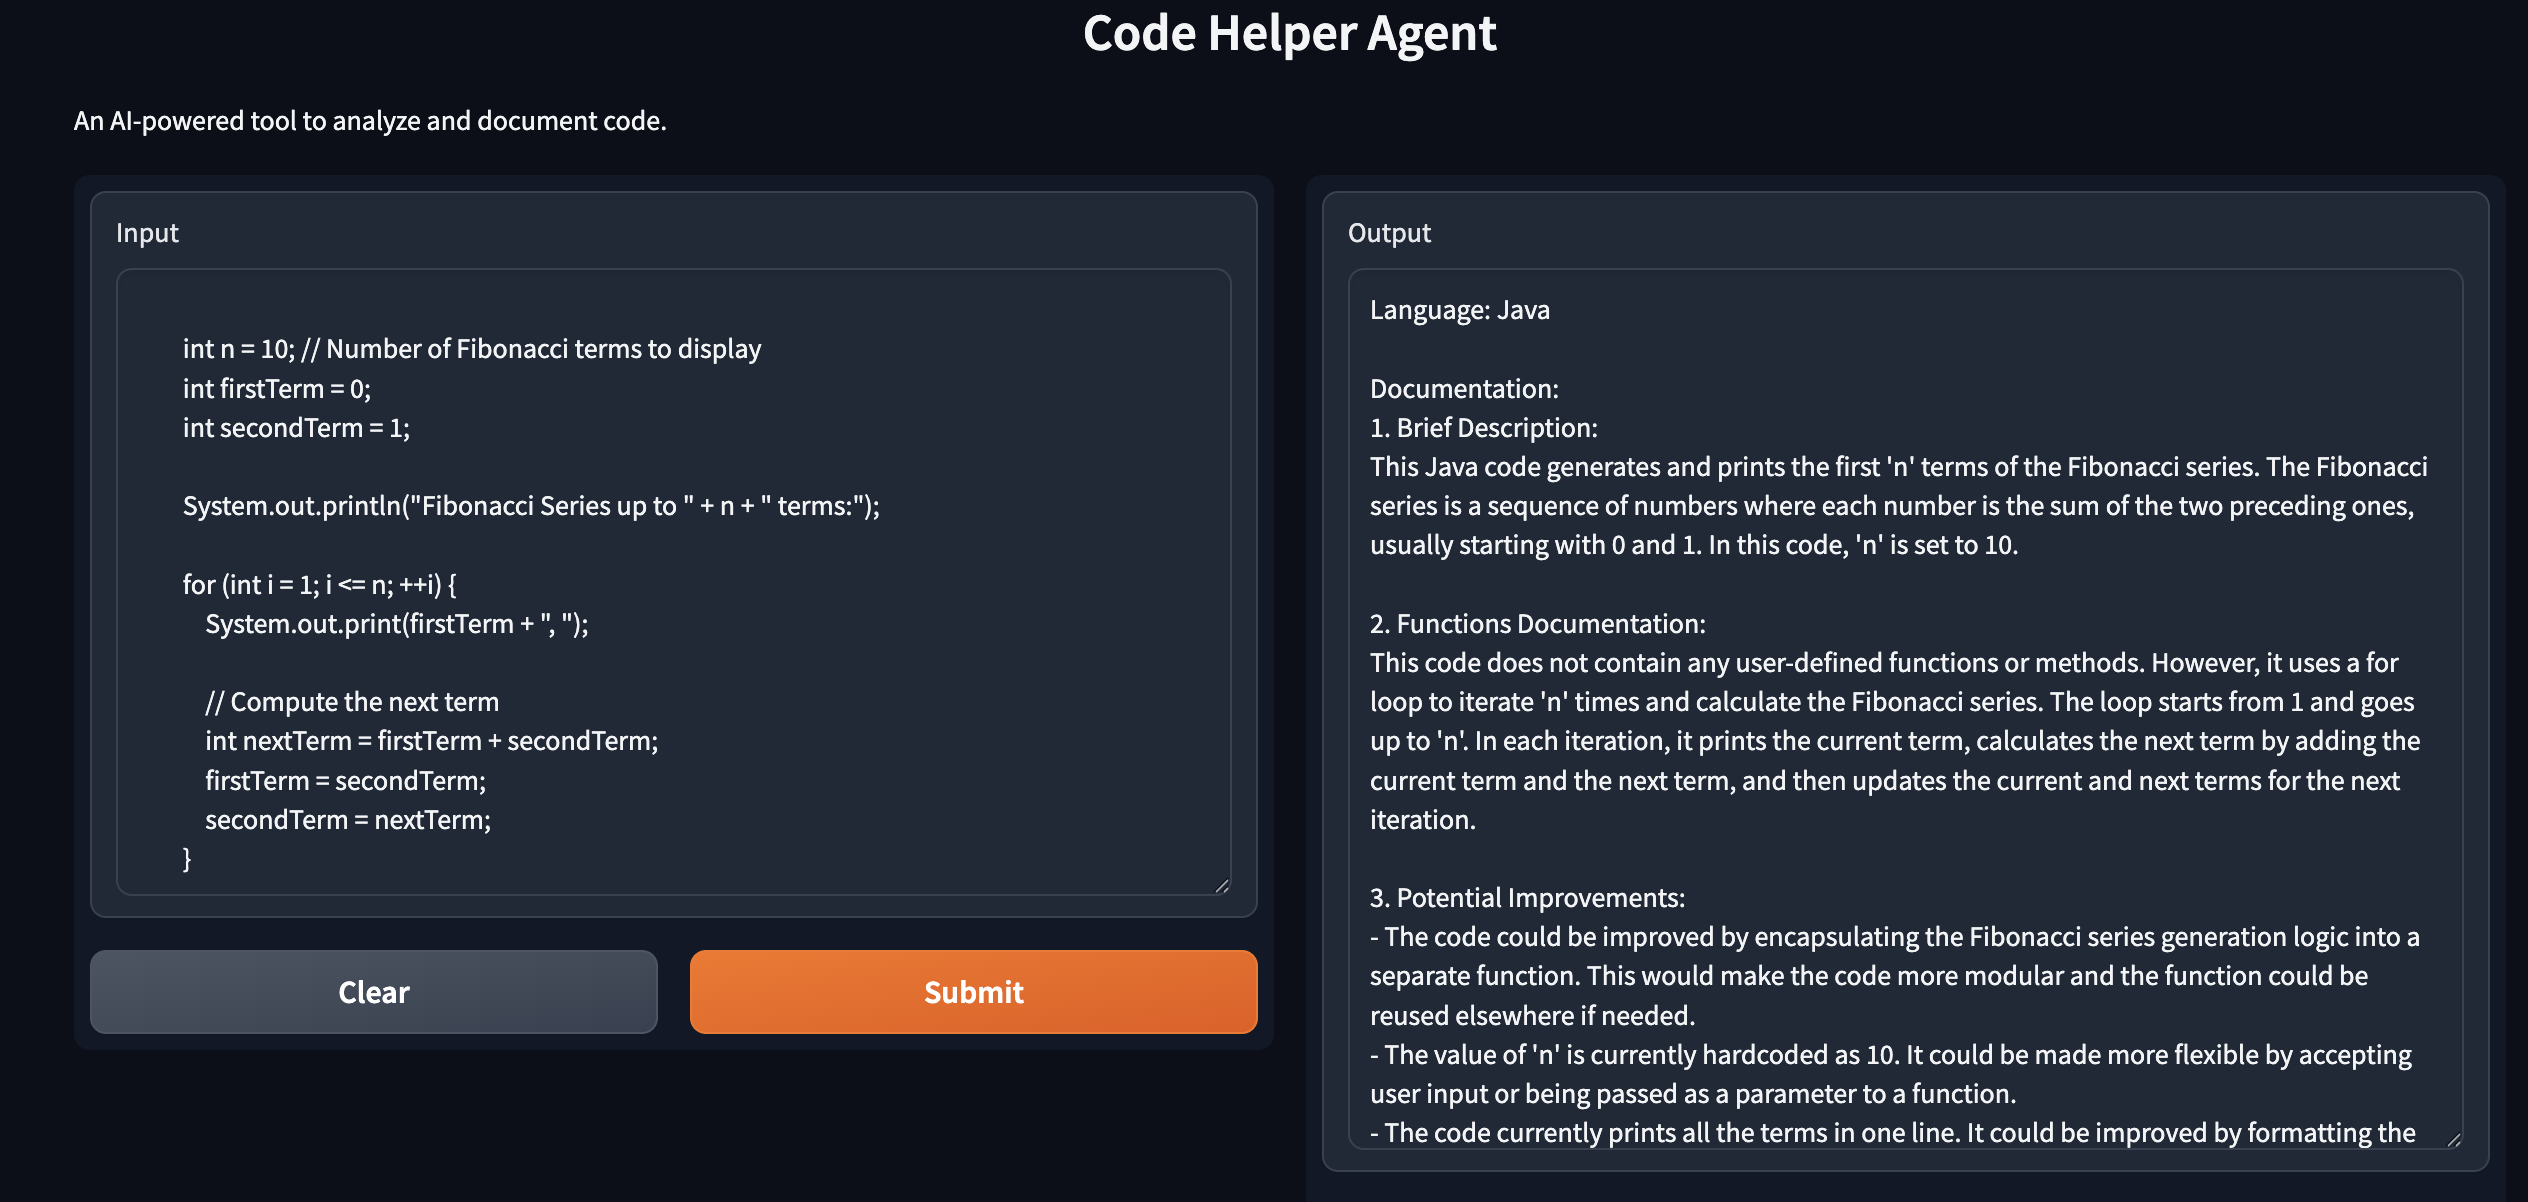 Code Helper Agent
An AI-powered tool to analyze and document code.
Input
int n = 10; // Number of Fibonacci terms to display
int firstTerm = 0;
int secondTerm = 1;
System.out.println("Fibonacci Series up to " + n + " terms:");
for (int i = 1; i <= n; ++i) {
System.out.print(firstTerm + ", ");
// Compute the next term
int nextTerm = firstTerm + secondTerm;
firstTerm = secondTerm;
secondTerm = nextTerm;
}
Clear
Submit
Output
Language: Java
Documentation:
1. Brief Description:
This Java code generates and prints the first 'n' terms of the Fibonacci series. The Fibonacci
series is a sequence of numbers where each number is the sum of the two preceding ones,
usually starting with 0 and 1. In this code, 'n' is set to 10.
2. Functions Documentation:
This code does not contain any user-defined functions or methods. However, it uses a for
loop to iterate 'n' times and calculate the Fibonacci series. The loop starts from 1 and goes
up to 'n'. In each iteration, it prints the current term, calculates the next term by adding the
current term and the next term, and then updates the current and next terms for the next
iteration.
3. Potential Improvements:
- The code could be improved by encapsulating the Fibonacci series generation logic into a
separate function. This would make the code more modular and the function could be
reused elsewhere if needed.
- The value of 'n' is currently hardcoded as 10. It could be made more flexible by accepting
user input or being passed as a parameter to a function.
- The code currently prints all the terms in one line. It could be improved by formatting the